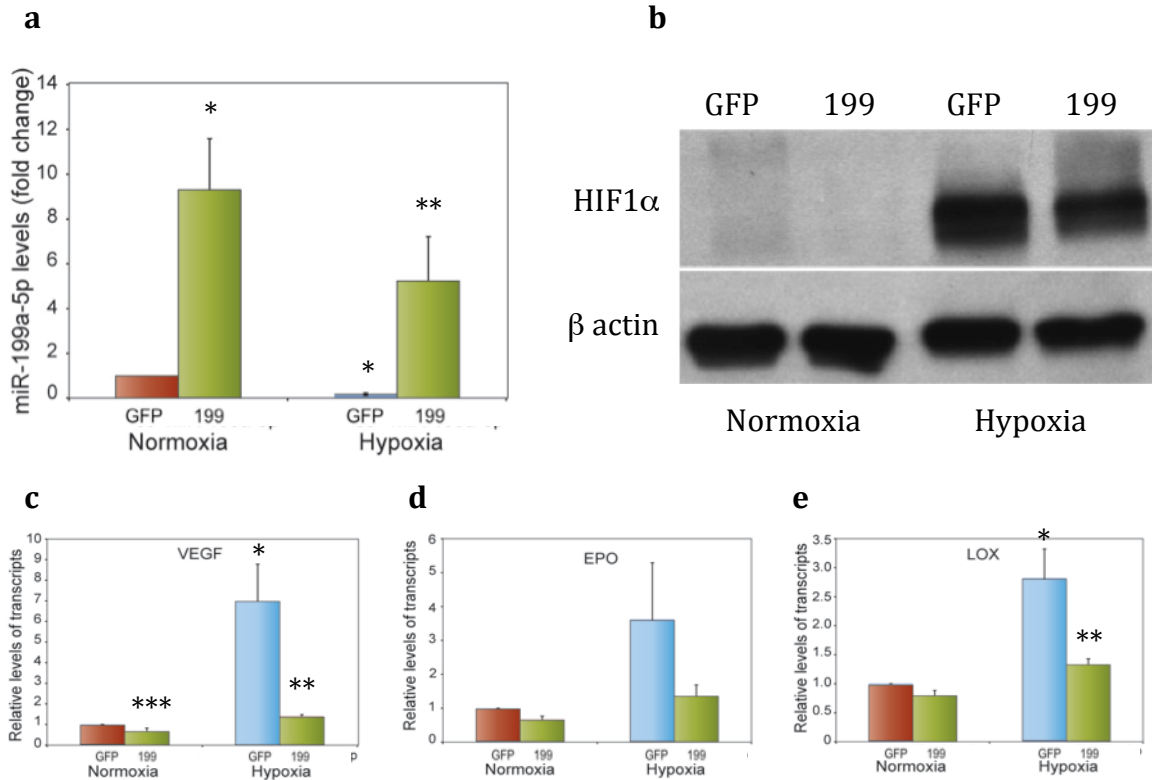 a
miR-199a-5p levels (fold change)
14
12
10
8
6
4
2
0
*
*
**
GFP 199 GFP 199
Normoxia Hypoxia
b
GFP 199 GFP 199
HIF1α
β actin
Normoxia Hypoxia
c
Relative levels of transcripts
VEGF
10
9
8
7
6
5
4
3
2
1
0
***
*
**
GFP 199 GFP 199 p
Normoxia Hypoxia
d
Relative levels of transcripts
EPO
6
5
4
3
2
1
0
GFP 199 GFP 199
Normoxia Hypoxia
e
Relative levels of transcripts
LOX
3.5
3.0
2.5
2.0
1.5
1.0
0.5
0.0
*
**
GFP 199 GFP 199
Normoxia Hypoxia